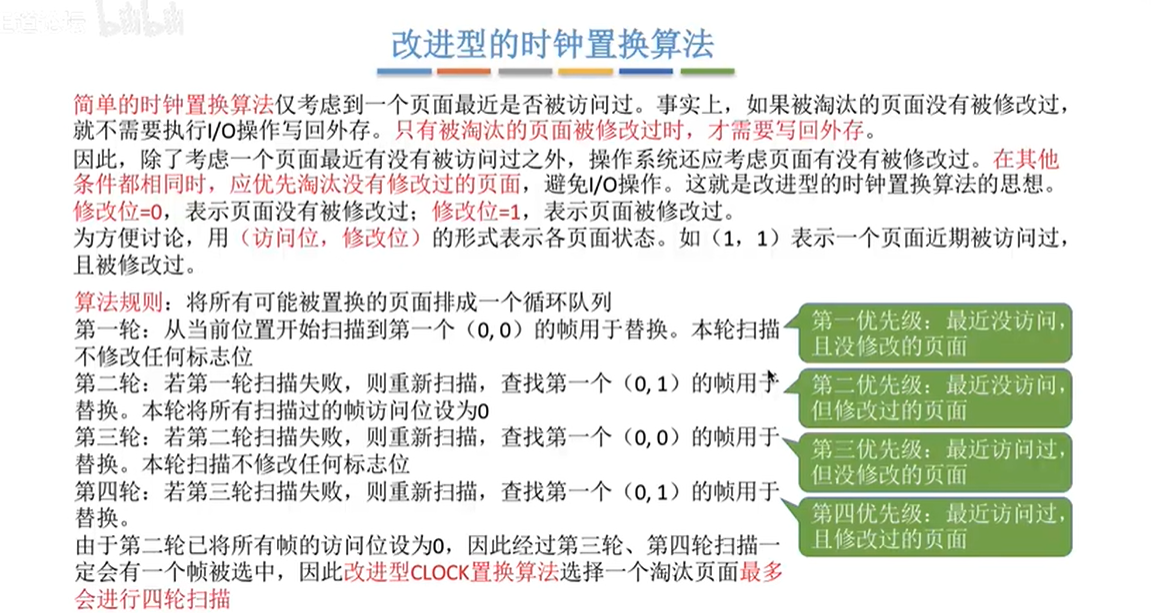 改进型的时钟置换算法
简单的时钟置换算法仅考虑到一个页面最近是否被访问过。事实上，如果被淘汰的页面没有被修改过，
就不需要执行I/O操作写回外存。只有被淘汰的页面被修改过时，才需要写回外存。
因此，除了考虑一个页面最近有没有被访问过之外，操作系统还应考虑页面有没有被修改过。在其他
条件都相同时，应优先淘汰没有修改过的页面，避免I/O操作。这就是改进型的时钟置换算法的思想。
修改位=0，表示页面没有被修改过；修改位=1，表示页面被修改过。
为方便讨论，用（访问位，修改位）的形式表示各页面状态。如（1，1）表示一个页面近期被访问过，
且被修改过。
算法规则：将所有可能被置换的页面排成一个循环队列
第一轮：从当前位置开始扫描到第一个（0, 0）的帧用于替换。本轮扫描
不修改任何标志位
第二轮：若第一轮扫描失败，则重新扫描，查找第一个（0, 1）的帧用于
替换。本轮将所有扫描过的帧访问位设为0
第三轮：若第二轮扫描失败，则重新扫描，查找第一个（0, 0）的帧用于
替换。本轮扫描不修改任何标志位
第四轮：若第三轮扫描失败，则重新扫描，查找第一个（0, 1）的帧用于
替换。
由于第二轮已将所有帧的访问位设为0，因此经过第三轮、第四轮扫描一
定会有一个帧被选中，因此改进型CLOCK置换算法选择一个淘汰页面最多
会进行四轮扫描
第一优先级：最近没访问，
且没修改的页面
第二优先级：最近没访问，
但修改过的页面
第三优先级：最近访问过，
但没修改的页面
第四优先级：最近访问过，
且修改过的页面
bilibili